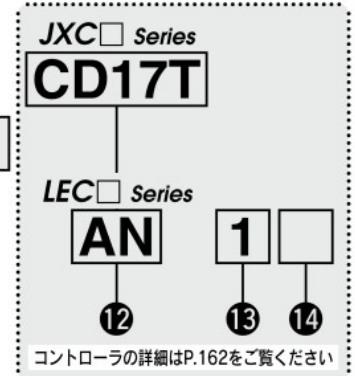 JXC□ Series
CD17T
LEC□ Series
AN 1
⓬ ⓭ ⓮
コントローラの詳細はP.162をご覧ください